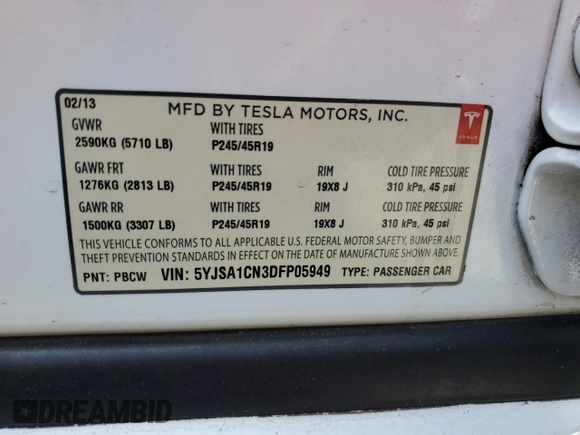 02/13 MFD BY TESLA MOTORS, INC.
GVWR WITH TIRES
2590KG (5710 LB) P245/45R19
TESLA
GAWR FRT WITH TIRES RIM COLD TIRE PRESSURE
1276KG (2813 LB) P245/45R19 19X8 J 310 kPa, 45 psi
GAWR RR WITH TIRES RIM COLD TIRE PRESSURE
1500KG (3307 LB) P245/45R19 19X8 J 310 kPa, 45 psi
THIS VEHICLE CONFORMS TO ALL APPLICABLE U.S. FEDERAL MOTOR SAFETY, BUMPER AND
THEFT STANDARDS IN EFFECT ON THE DATE OF MANUFACTURE SHOWN ABOVE
PNT: PBCW VIN: 5YJSA1CN3DFP05949 TYPE: PASSENGER CAR
DREAMBID